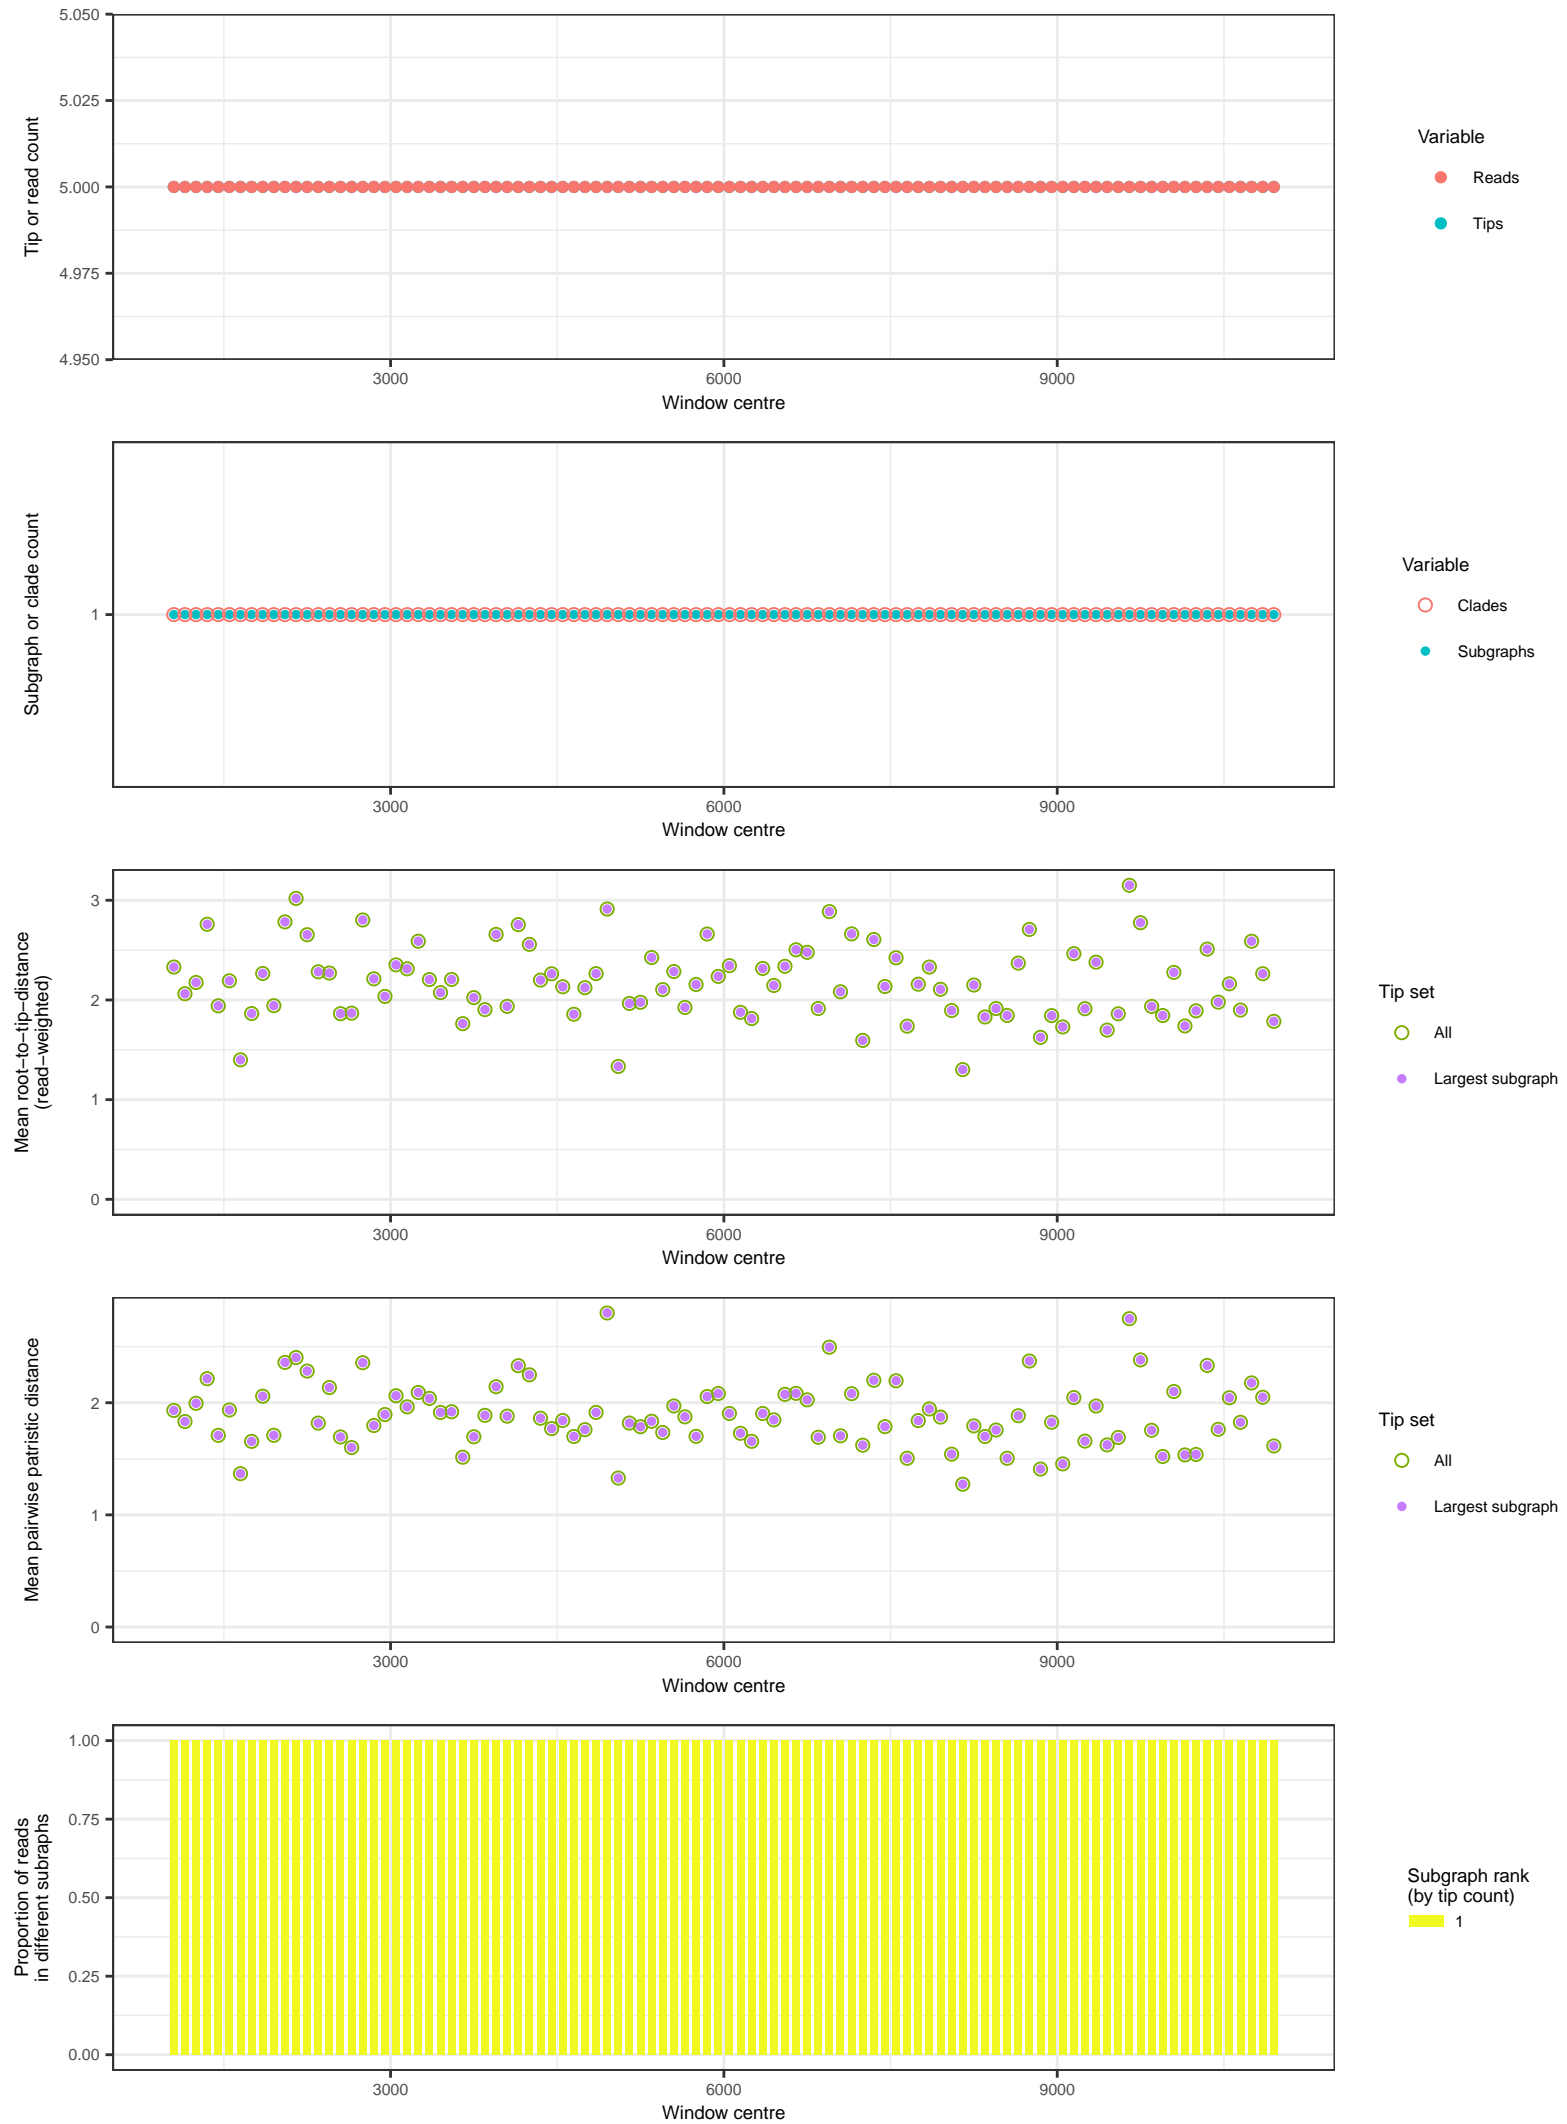 5.050
5.025
5.000
4.975
4.950
Tip or read count
3000 6000 9000
Window centre
Variable
Reads
Tips
1
Subgraph or clade count
3000 6000 9000
Window centre
Variable
Clades
Subgraphs
3
2
1
0
Mean root−to−tip−distance
(read−weighted)
3000 6000 9000
Window centre
Tip set
All
Largest subgraph
2
1
0
Mean pairwise patristic distance
3000 6000 9000
Window centre
Tip set
All
Largest subgraph
1.00
0.75
0.50
0.25
0.00
Proportion of reads
in different subraphs
3000 6000 9000
Window centre
Subgraph rank
(by tip count)
1